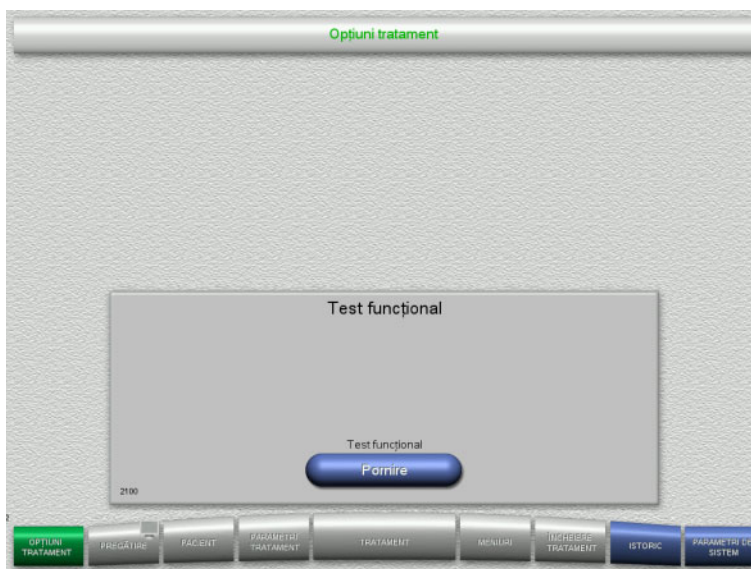 Opțiuni tratament
Test funcțional
Test funcțional
Pornire
2100
OPȚIUNI
TRATAMENT
PREGĂTIRE
PACIENT
PARAMETRI
TRATAMENT
TRATAMENT
MENIURI
ÎNCHEIERE
TRATAMENT
ISTORIC
PARAMETRI DE
SISTEM